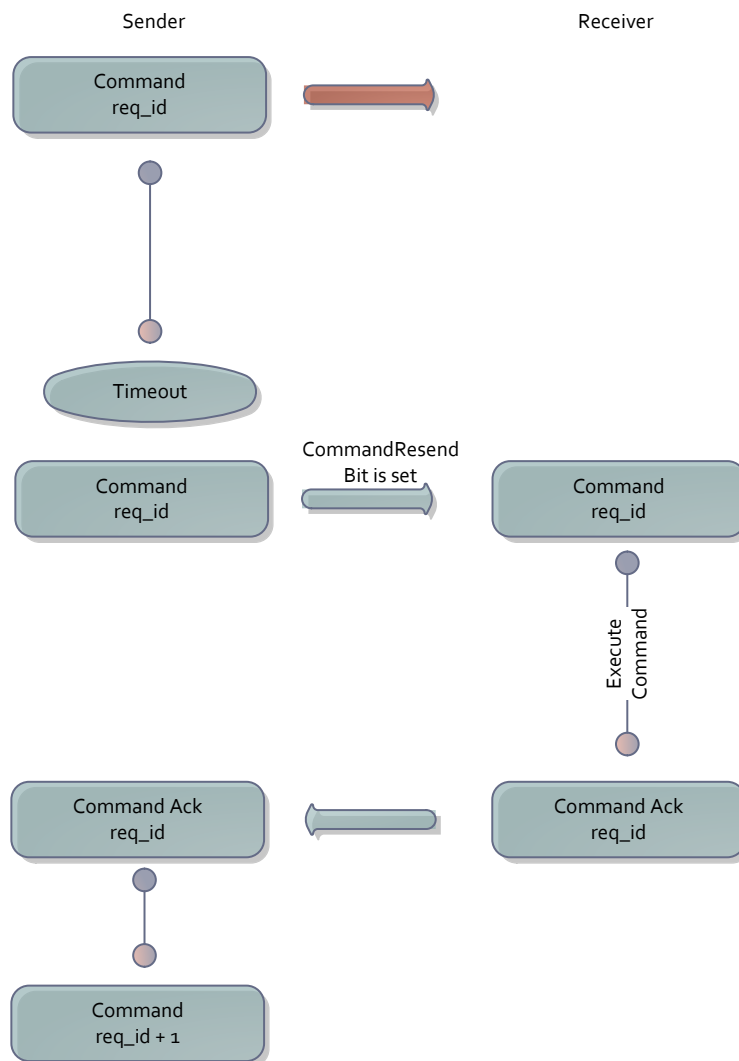 Sender
Receiver
Command
req_id
Timeout
CommandResend
Bit is set
Command
req_id
Command
req_id
Execute
Command
Command Ack
req_id
Command Ack
req_id
Command
req_id + 1